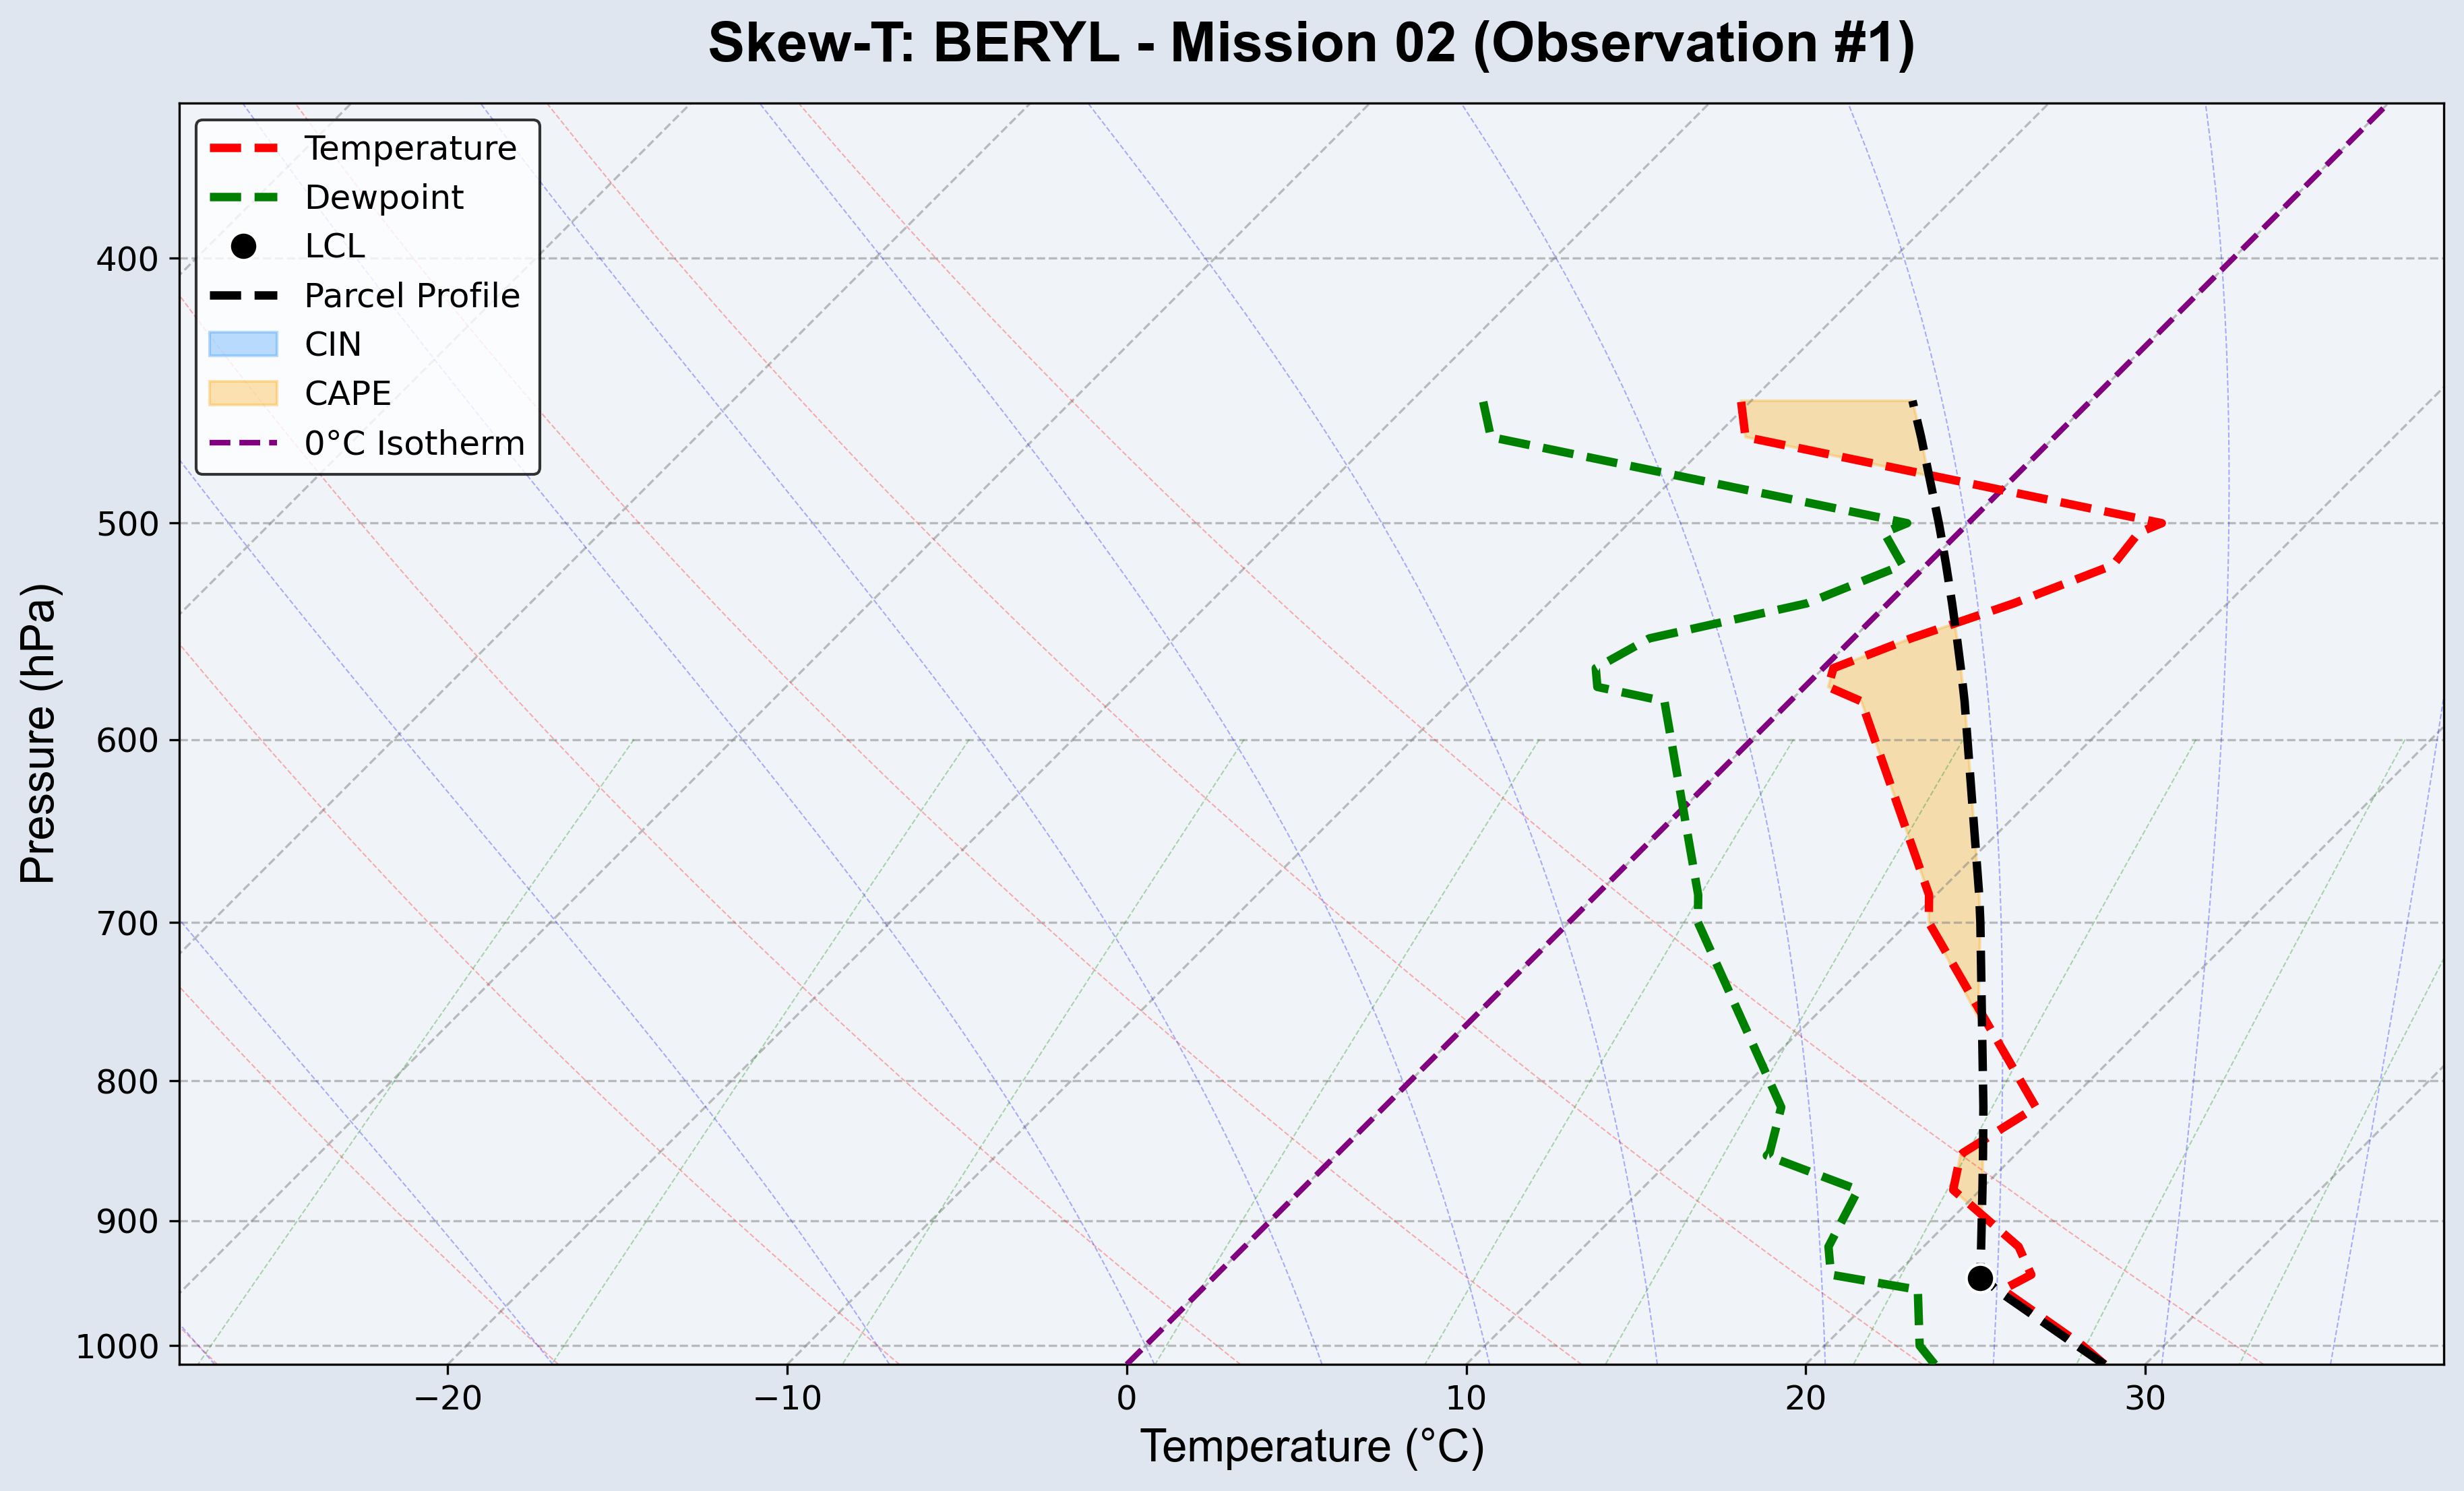 Skew-T: BERYL - Mission 02 (Observation #1)
Temperature
Dewpoint
LCL
Parcel Profile
CIN
CAPE
0°C Isotherm
Pressure (hPa)
400
500
600
700
800
900
1000
−20
−10
0
10
20
30
Temperature (°C)